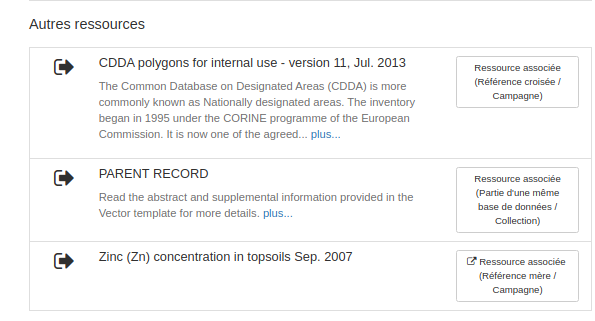 Autres ressources
CDDA polygons for internal use - version 11, Jul. 2013
The Common Database on Designated Areas (CDDA) is more
commonly known as Nationally designated areas. The inventory
began in 1995 under the CORINE programme of the European
Commission. It is now one of the agreed... plus...
Ressource associée
(Référence croisée /
Campagne)
PARENT RECORD
Read the abstract and supplemental information provided in the
Vector template for more details. plus...
Ressource associée
(Partie d'une même
base de données /
Collection)
Zinc (Zn) concentration in topsoils Sep. 2007
Ressource associée
(Référence mère /
Campagne)